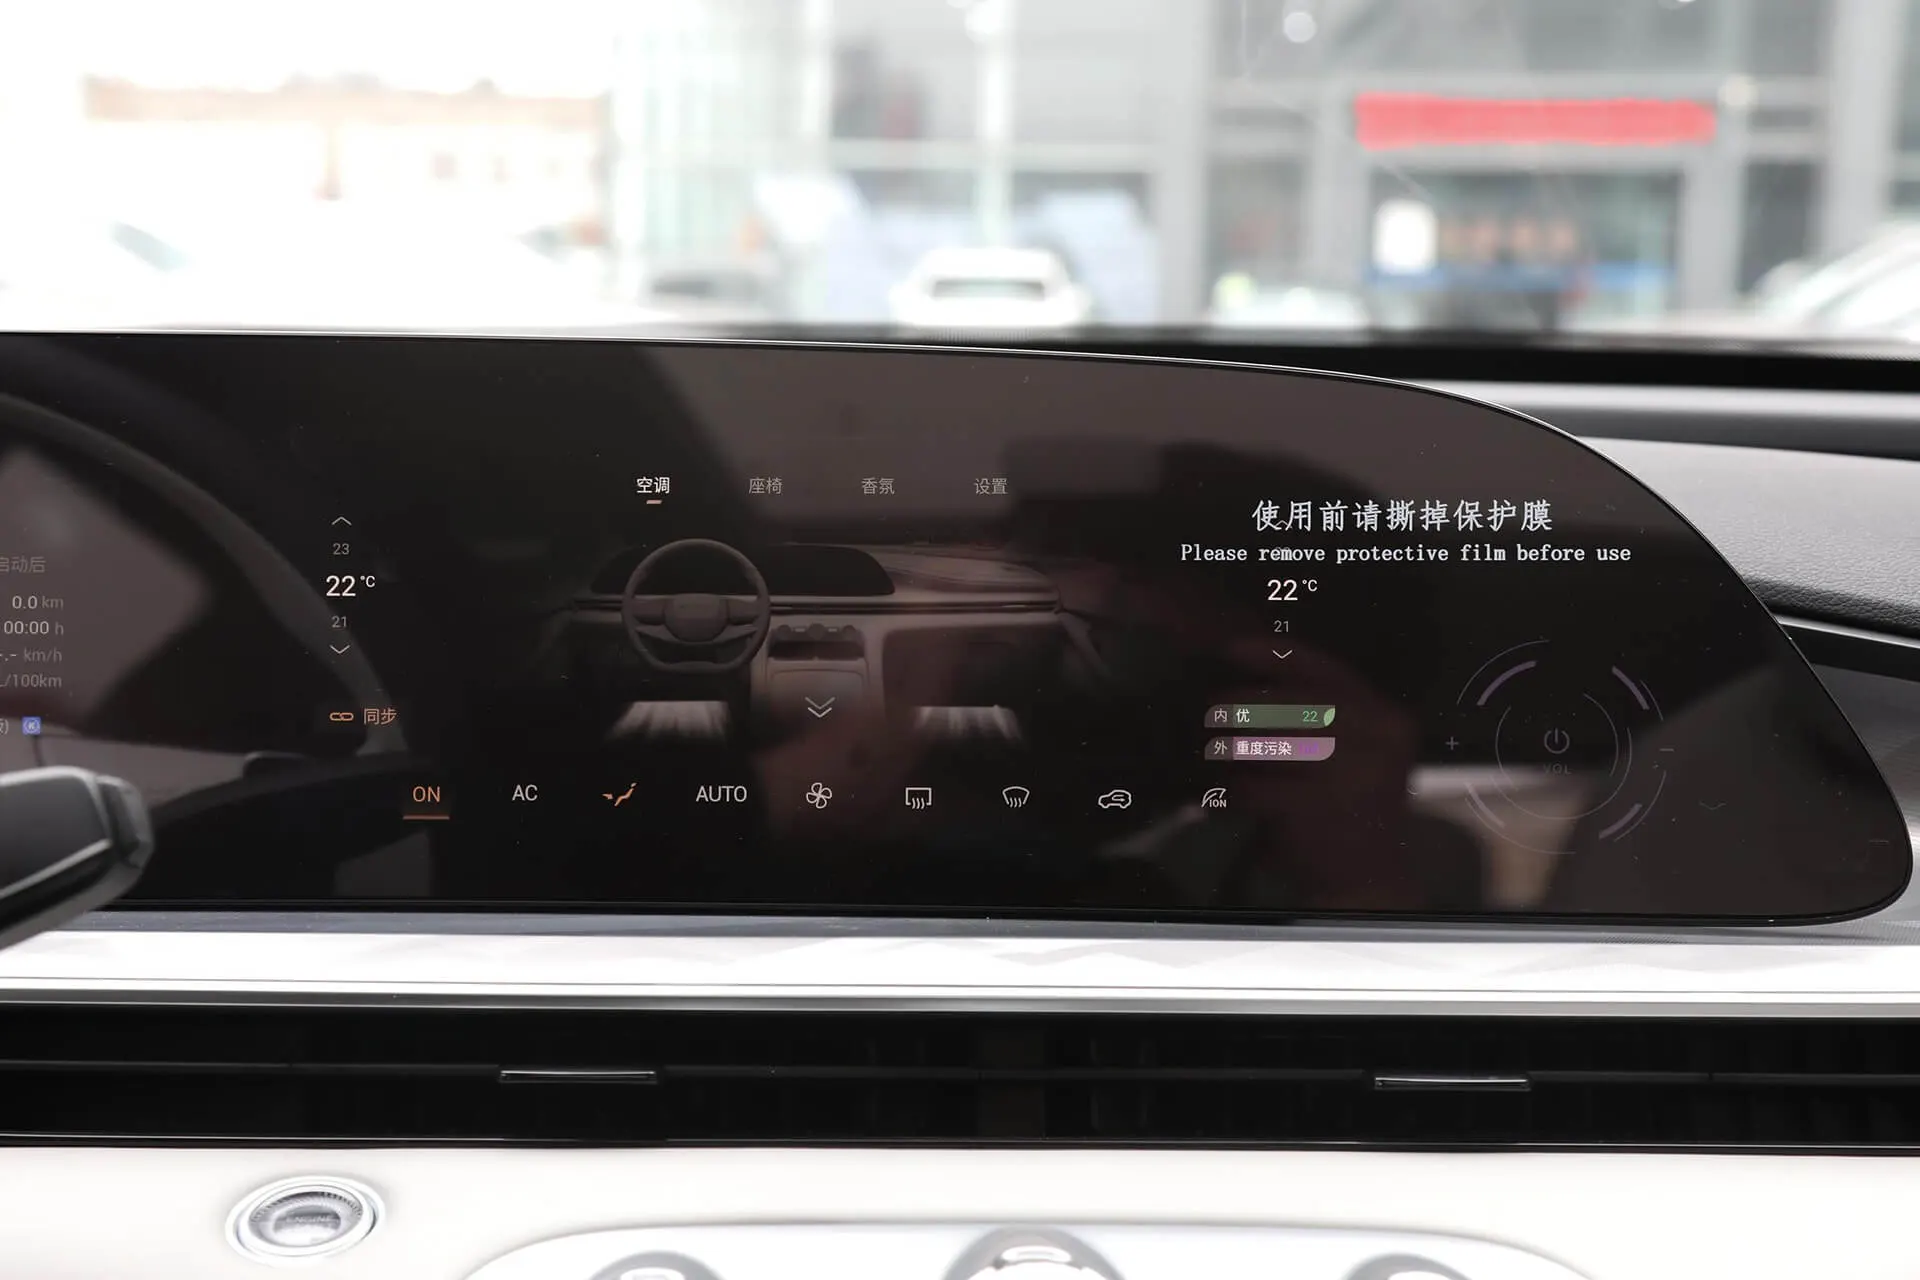 空调 座椅 香氛 设置
使用前请撕掉保护膜
Please remove protective film before use
23
22 °C
21
22 °C
21
启动后
0.0 km
00:00 h
-.- km/h
/100km
同步
内 优 22
外 重度污染
+ VOL -
ON AC AUTO ION
ENGINE